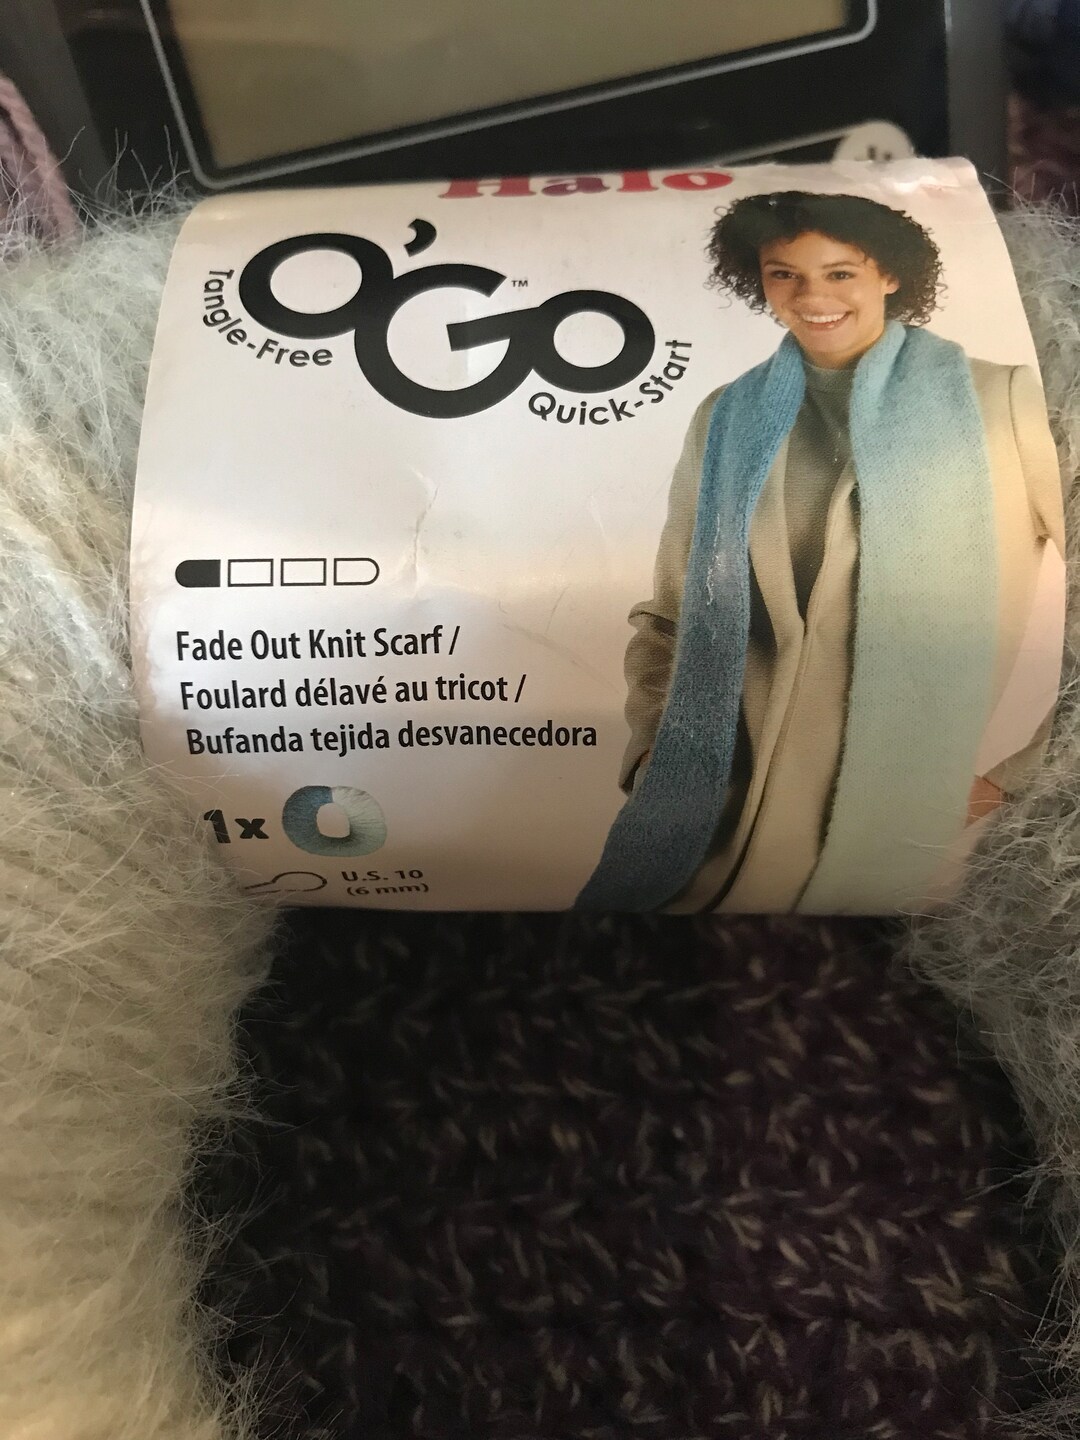 Halo
O'Go™
Tangle-Free
Quick-Start
Fade Out Knit Scarf /
Foulard délavé au tricot /
Bufanda tejida desvanecedora
1x
U.S. 10
(6 mm)